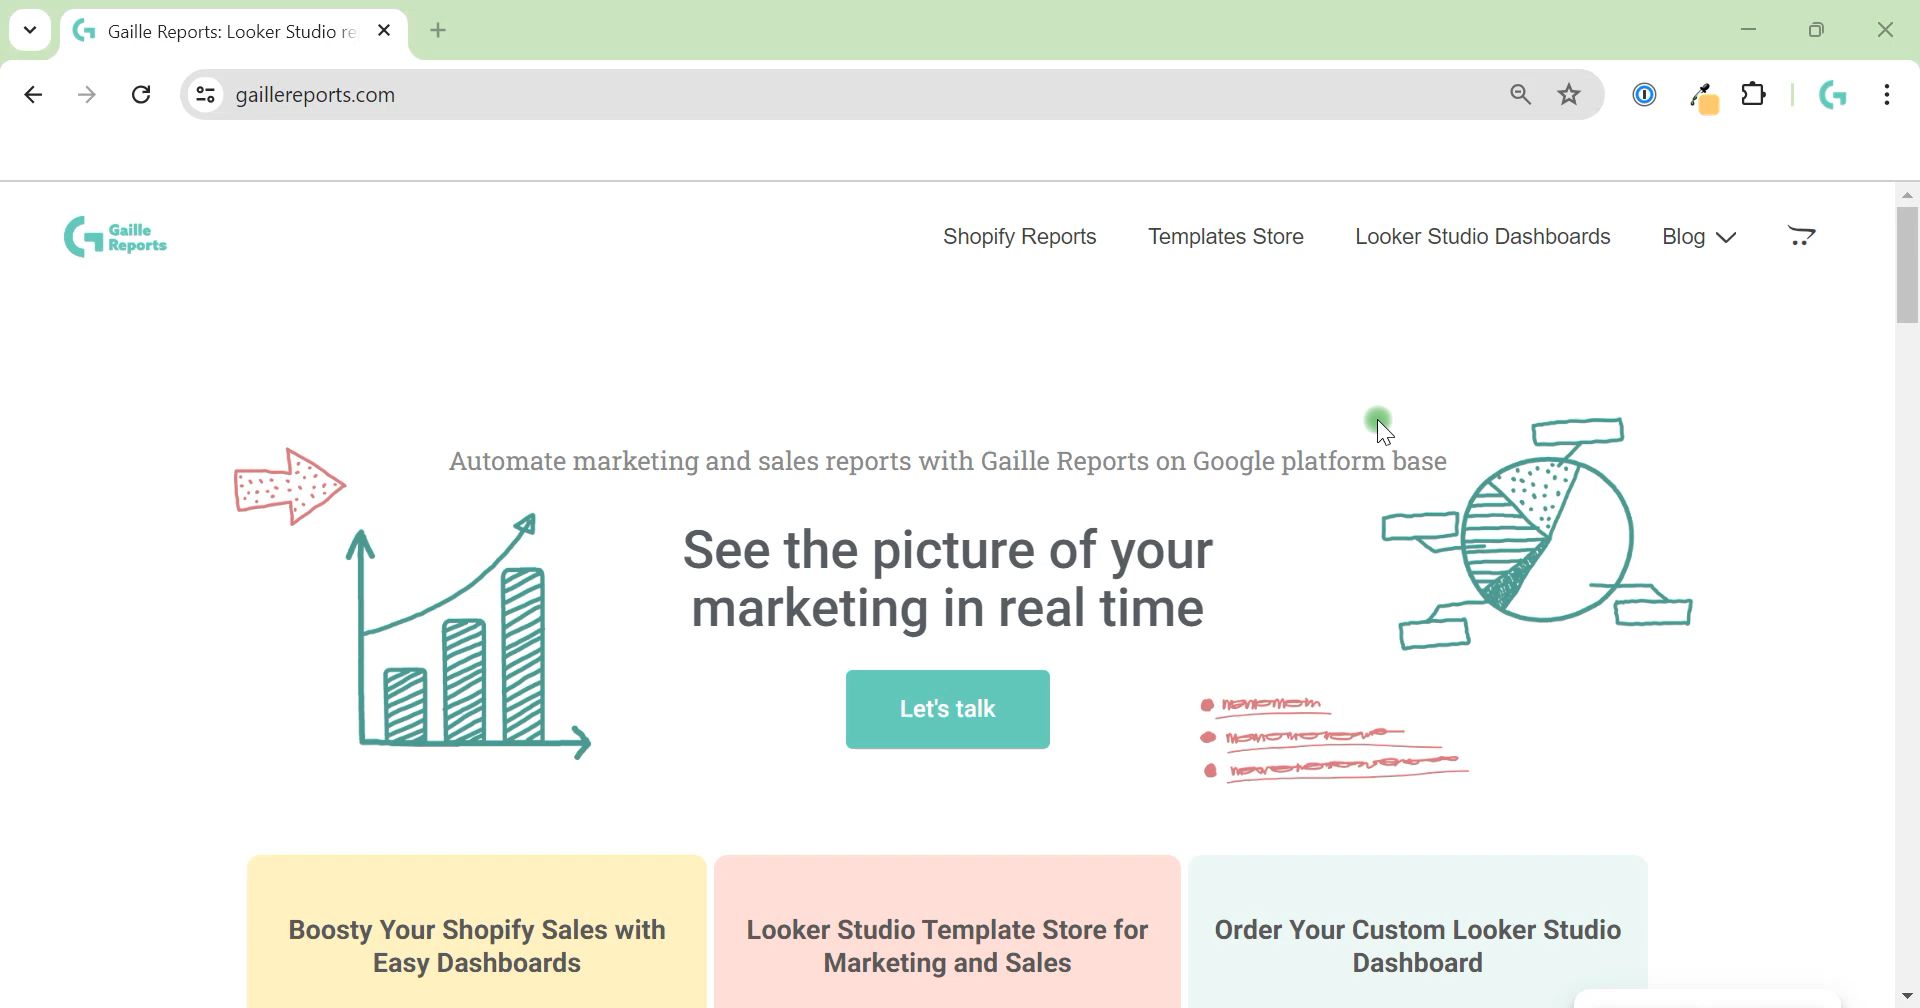 Gaille Reports: Looker Studio re
gaillereports.com
Gaille
Reports
Shopify Reports
Templates Store
Looker Studio Dashboards
Blog
Automate marketing and sales reports with Gaille Reports on Google platform base
See the picture of your
marketing in real time
Let's talk
Boosty Your Shopify Sales with
Easy Dashboards
Looker Studio Template Store for
Marketing and Sales
Order Your Custom Looker Studio
Dashboard